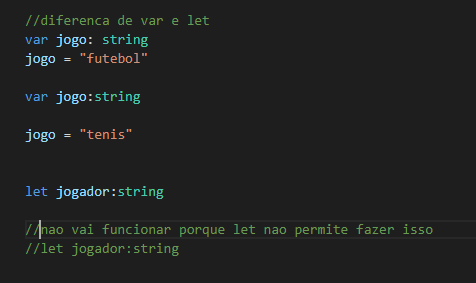 //diferenca de var e let
var jogo: string
jogo = "futebol"
var jogo:string
jogo = "tenis"
let jogador:string
//nao vai funcionar porque let nao permite fazer isso
//let jogador:string